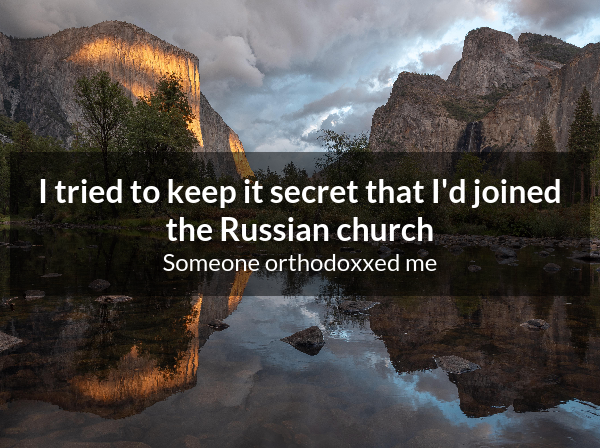 I tried to keep it secret that I'd joined
the Russian church
Someone orthodoxxed me